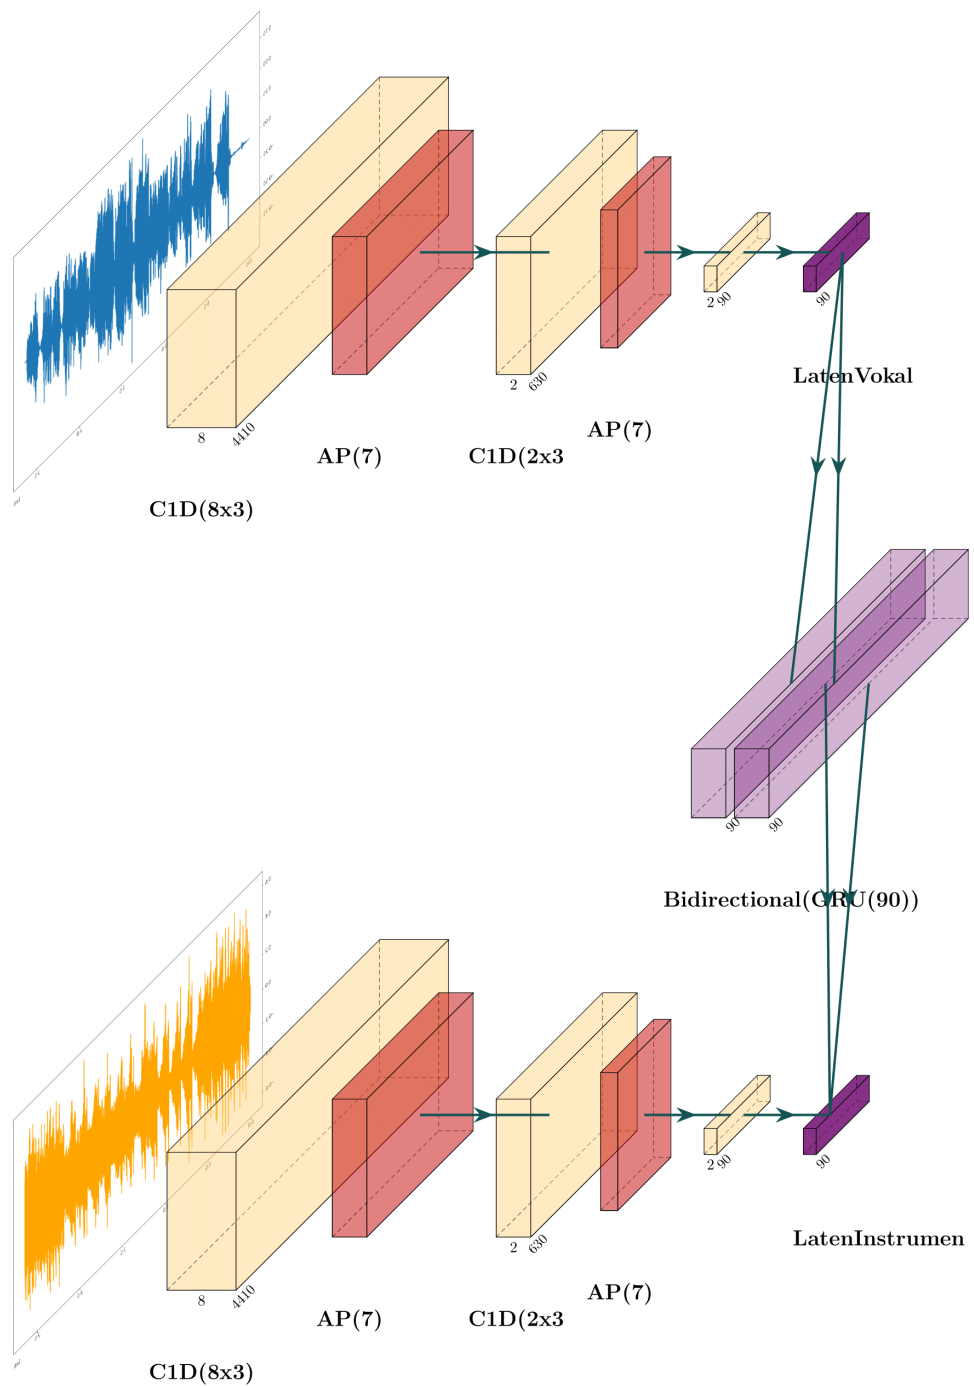 2 90
90
2 630
LatenVokal
8 4410
AP(7)
AP(7)
C1D(2x3
C1D(8x3)
90 90
Bidirectional(GRU(90))
2 90
90
2 630
LatenInstrumen
8 4410
AP(7)
AP(7)
C1D(2x3
C1D(8x3)